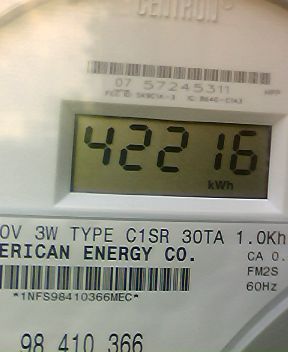 CENTRON®
07 57245311
42216
kWh
0V 3W TYPE C1SR 30TA 1.0Kh
ERICAN ENERGY CO.
CA 0.
FM2S
60Hz
*1NFS98410366MEC*
98 410 366